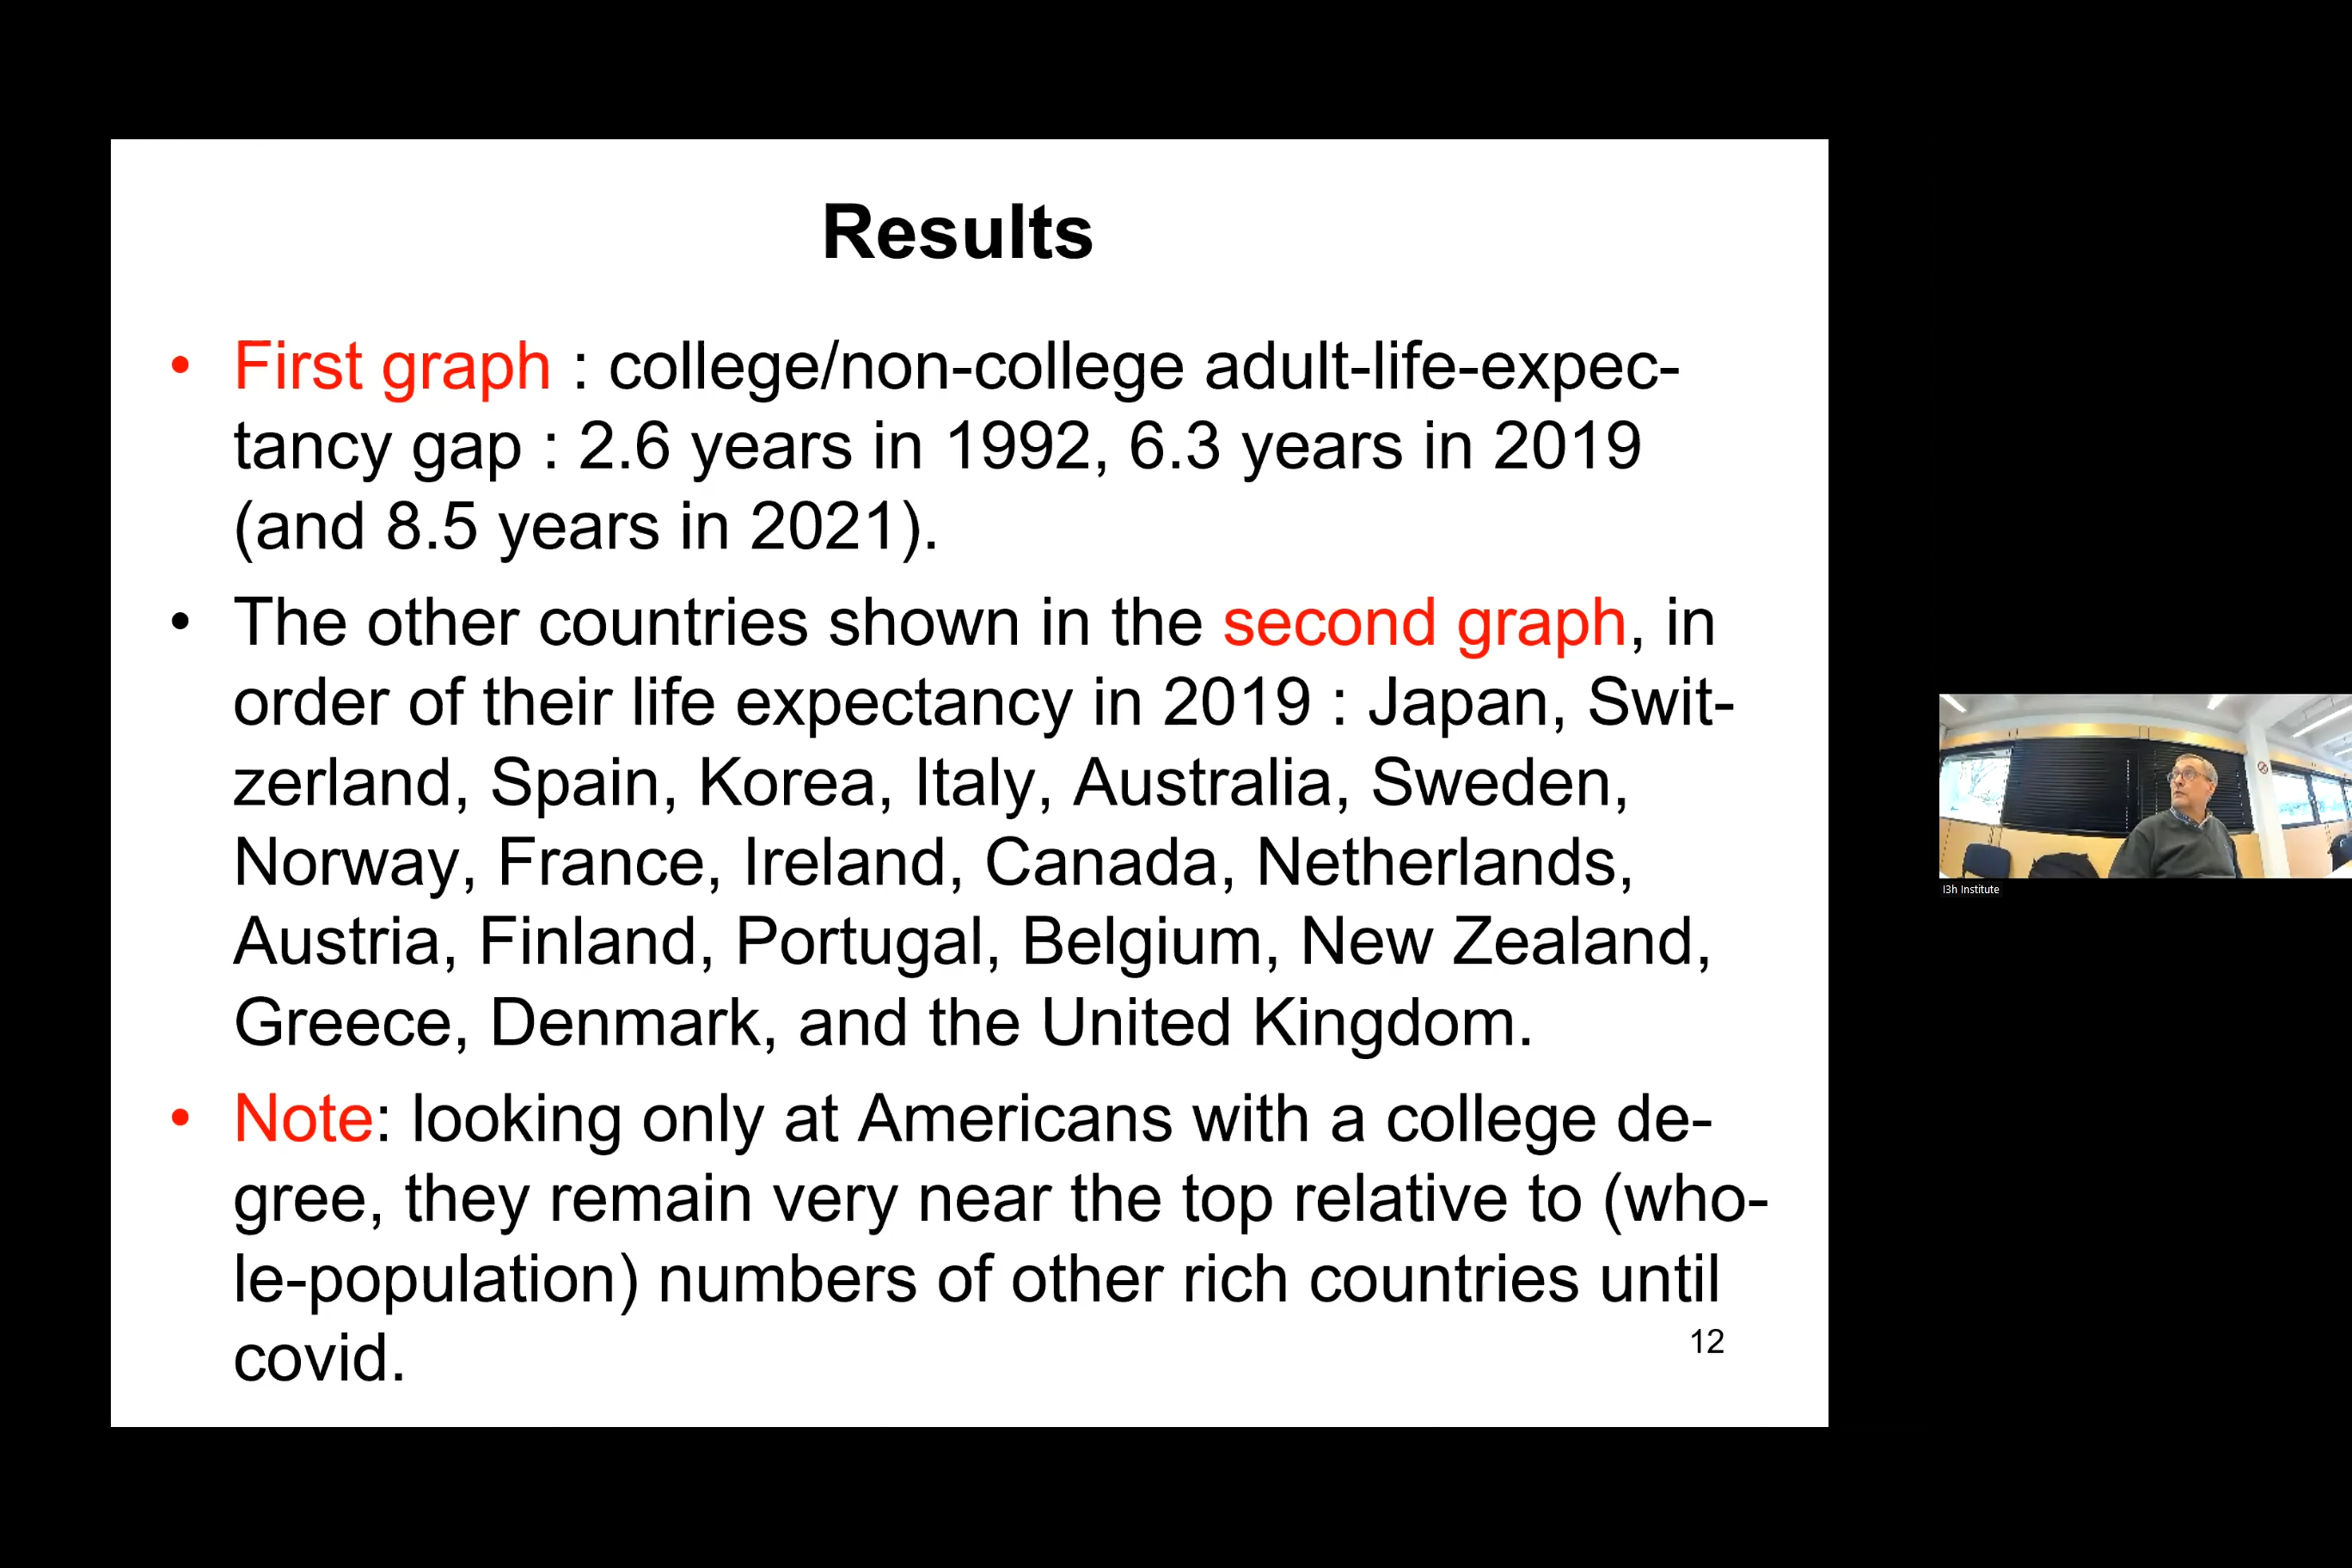 Results
• First graph : college/non-college adult-life-expec-
tancy gap : 2.6 years in 1992, 6.3 years in 2019
(and 8.5 years in 2021).
• The other countries shown in the second graph, in
order of their life expectancy in 2019 : Japan, Swit-
zerland, Spain, Korea, Italy, Australia, Sweden,
Norway, France, Ireland, Canada, Netherlands,
Austria, Finland, Portugal, Belgium, New Zealand,
Greece, Denmark, and the United Kingdom.
• Note: looking only at Americans with a college de-
gree, they remain very near the top relative to (who-
le-population) numbers of other rich countries until
covid.
12
I3h Institute